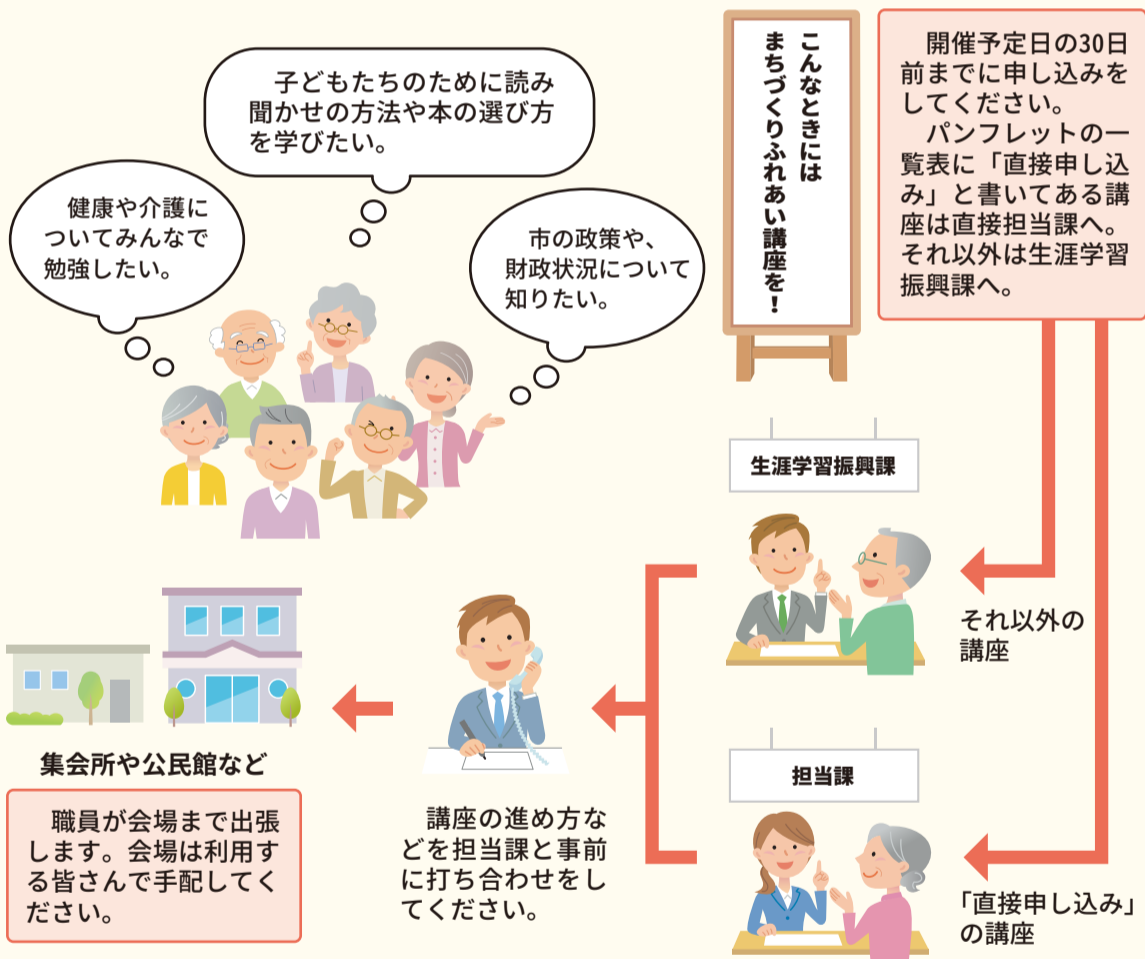 子どもたちのために読み
聞かせの方法や本の選び方
を学びたい。
健康や介護に
ついてみんなで
勉強したい。
市の政策や、
財政状況について
知りたい。
こんなときには
まちづくりふれあい講座を!
開催予定日の30日
前までに申し込みを
してください。
パンフレットの一
覧表に「直接申し込
み」と書いてある講
座は直接担当課へ。
それ以外は生涯学習
振興課へ。
生涯学習振興課
それ以外の
講座
担当課
「直接申し込み」
の講座
講座の進め方な
どを担当課と事前
に打ち合わせをし
てください。
集会所や公民館など
職員が会場まで出張
します。会場は利用す
る皆さんで手配してく
ださい。